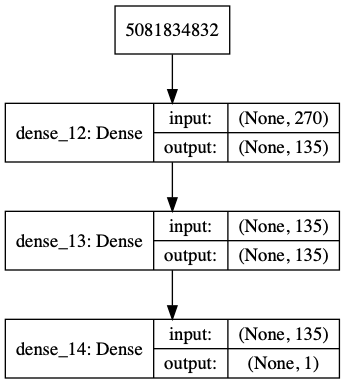 5081834832
dense_12: Dense
input: (None, 270)
output: (None, 135)
dense_13: Dense
input: (None, 135)
output: (None, 135)
dense_14: Dense
input: (None, 135)
output: (None, 1)